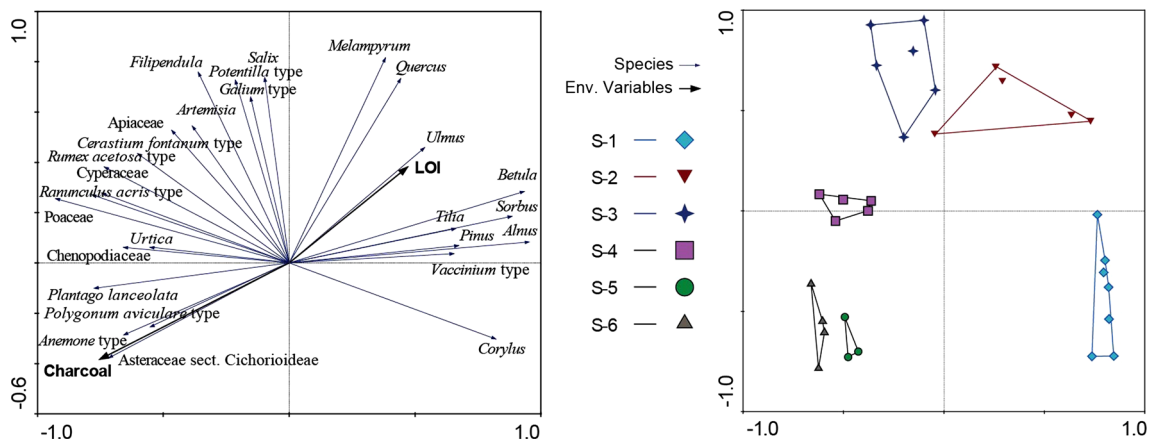 1.0
Melampyrum
Filipendula
Salix
Quercus
Potentilla type
Galium type
Artemisia
Apiaceae
Ulmus
Cerastium fontanum type
Rumex acetosa type
LOI
Cyperaceae
Betula
Ranunculus acris type
Sorbus
Poaceae
Tilia
Alnus
Urtica
Pinus
Chenopodiaceae
Vaccinium type
Plantago lanceolata
Polygonum aviculare type
Anemone type
Corylus
Asteraceae sect. Cichorioideae
Charcoal
-0.6
-1.0
1.0
Species
Env. Variables
S-1
S-2
S-3
S-4
S-5
S-6
1.0
-1.0
-1.0
1.0